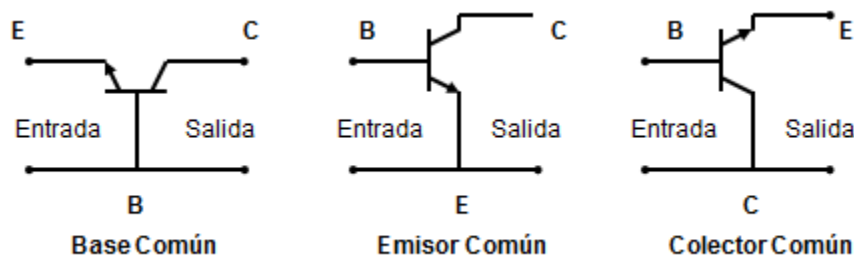 E C B C B E
Entrada Salida Entrada Salida Entrada Salida
B E C
Base Común Emisor Común Colector Común